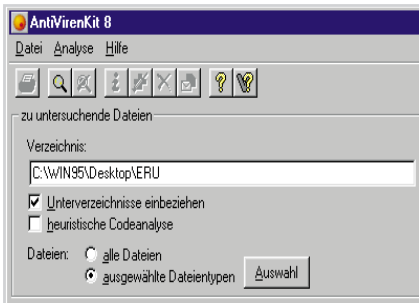 AntiVirenKit 8
Datei Analyse Hilfe
zu untersuchende Dateien
Verzeichnis:
C:\WIN95\Desktop\ERU
Unterverzeichnisse einbeziehen
heuristische Codeanalyse
Dateien: alle Dateien
ausgewählte Dateientypen Auswahl